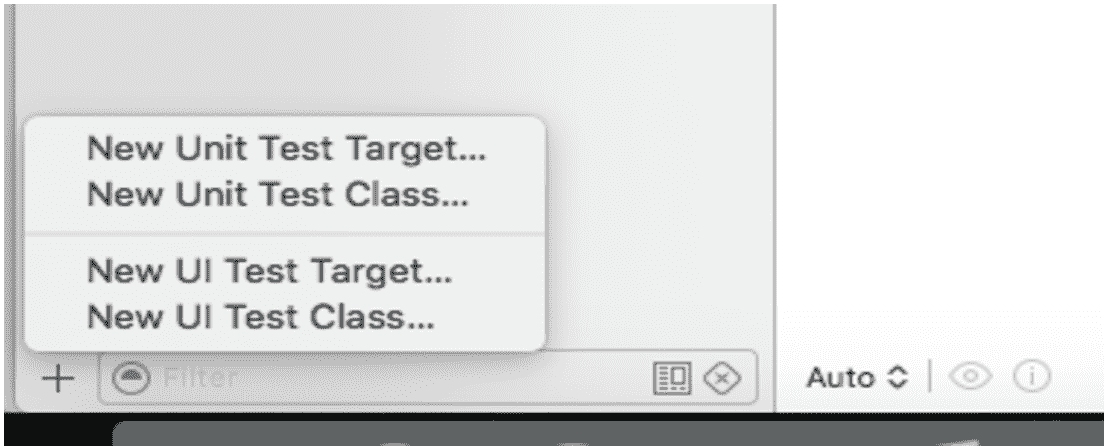 New Unit Test Target...
New Unit Test Class...
New UI Test Target...
New UI Test Class...
Filter
Auto